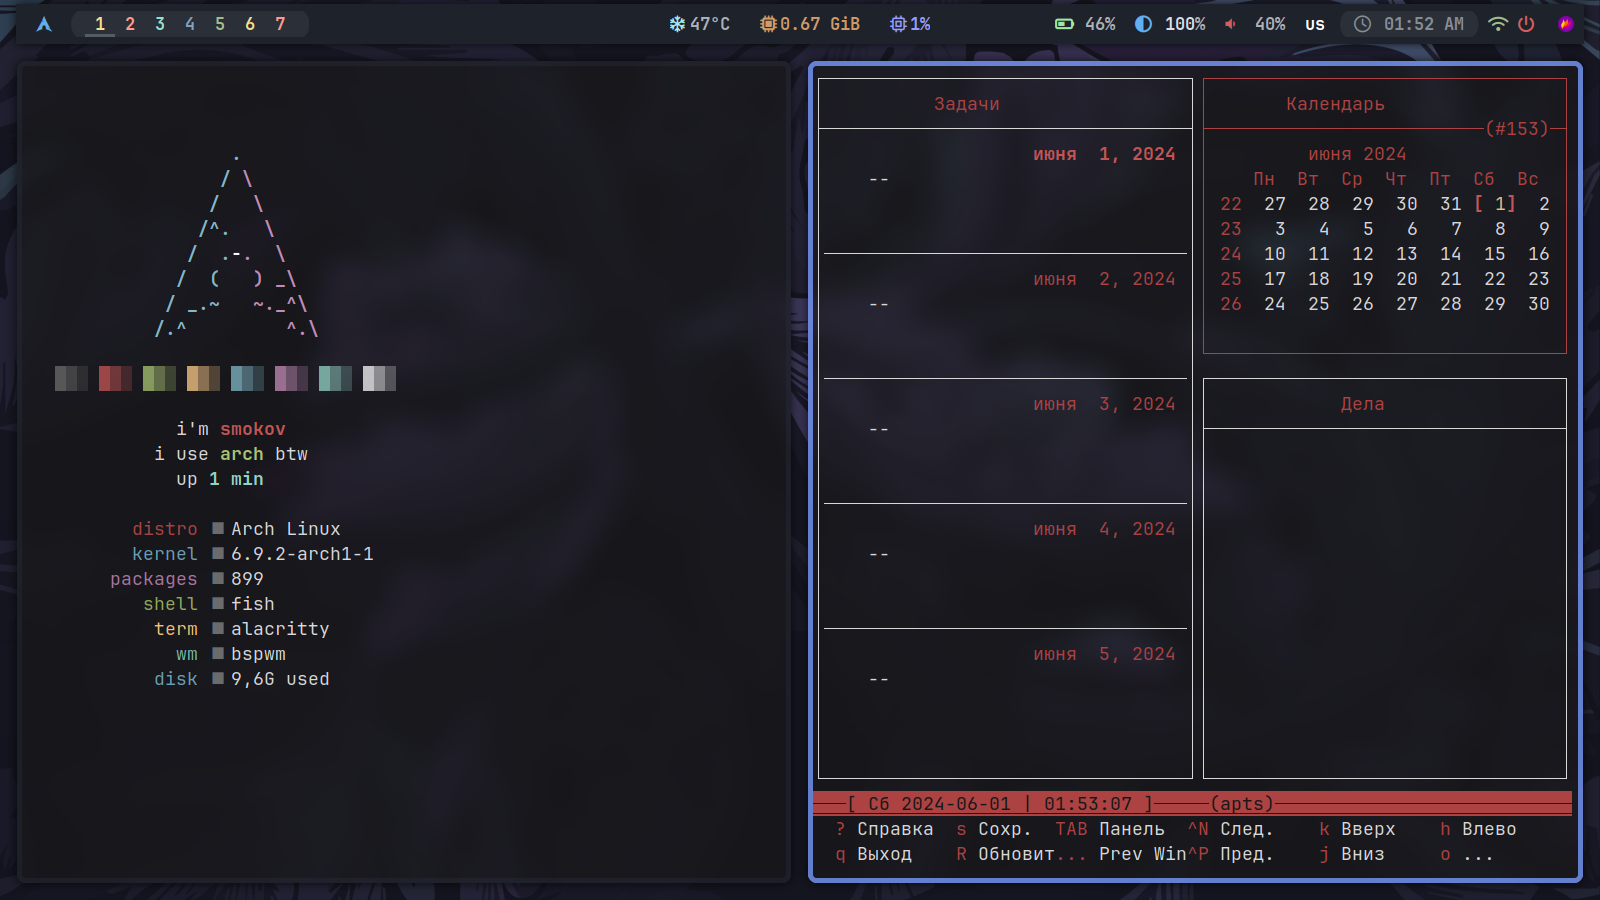 1 2 3 4 5 6 7 47°C 0.67 GiB 1% 46% 100% 40% US 01:52 AM
.
/ \
/ \
/^. \
/ .-. \
/ ( ) _\
/ _.~ ~._^\
/.^ ^.\
i'm smokov
i use arch btw
up 1 min
distro Arch Linux
kernel 6.9.2-arch1-1
packages 899
shell fish
term alacritty
wm bspwm
disk 9,6G used
Задачи
июня 1, 2024
--
июня 2, 2024
--
июня 3, 2024
--
июня 4, 2024
--
июня 5, 2024
--
Календарь
(#153)
июня 2024
Пн Вт Ср Чт Пт Сб Вс
22 27 28 29 30 31 [ 1] 2
23 3 4 5 6 7 8 9
24 10 11 12 13 14 15 16
25 17 18 19 20 21 22 23
26 24 25 26 27 28 29 30
Дела
[ Сб 2024-06-01 | 01:53:07 ] (apts)
? Справка s Сохр. TAB Панель ^N След. k Вверх h Влево
q Выход R Обновит... Prev Win^P Пред. j Вниз o ...